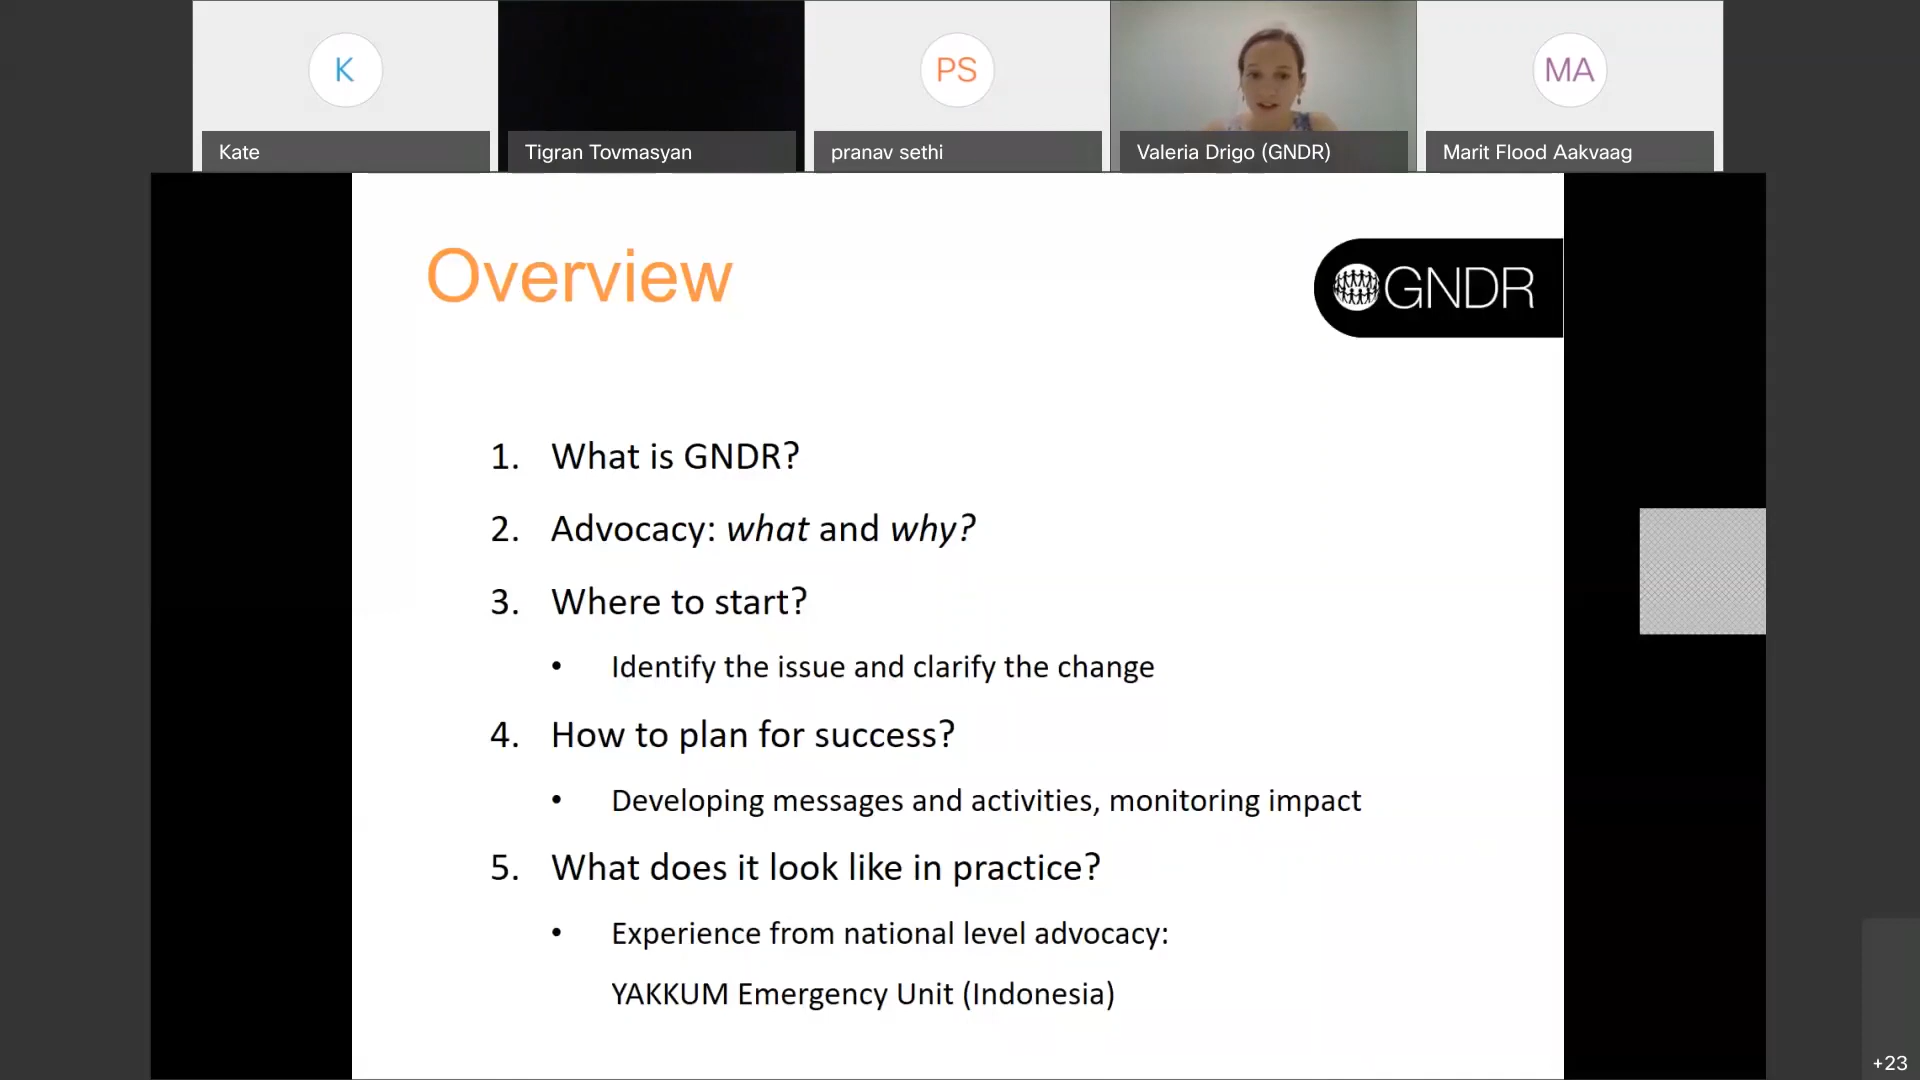 K
PS
MA
Kate
Tigran Tovmasyan
pranav sethi
Valeria Drigo (GNDR)
Marit Flood Aakvaag
Overview
GNDR
1. What is GNDR?
2. Advocacy: what and why?
3. Where to start?
• Identify the issue and clarify the change
4. How to plan for success?
• Developing messages and activities, monitoring impact
5. What does it look like in practice?
• Experience from national level advocacy:
YAKKUM Emergency Unit (Indonesia)
+23